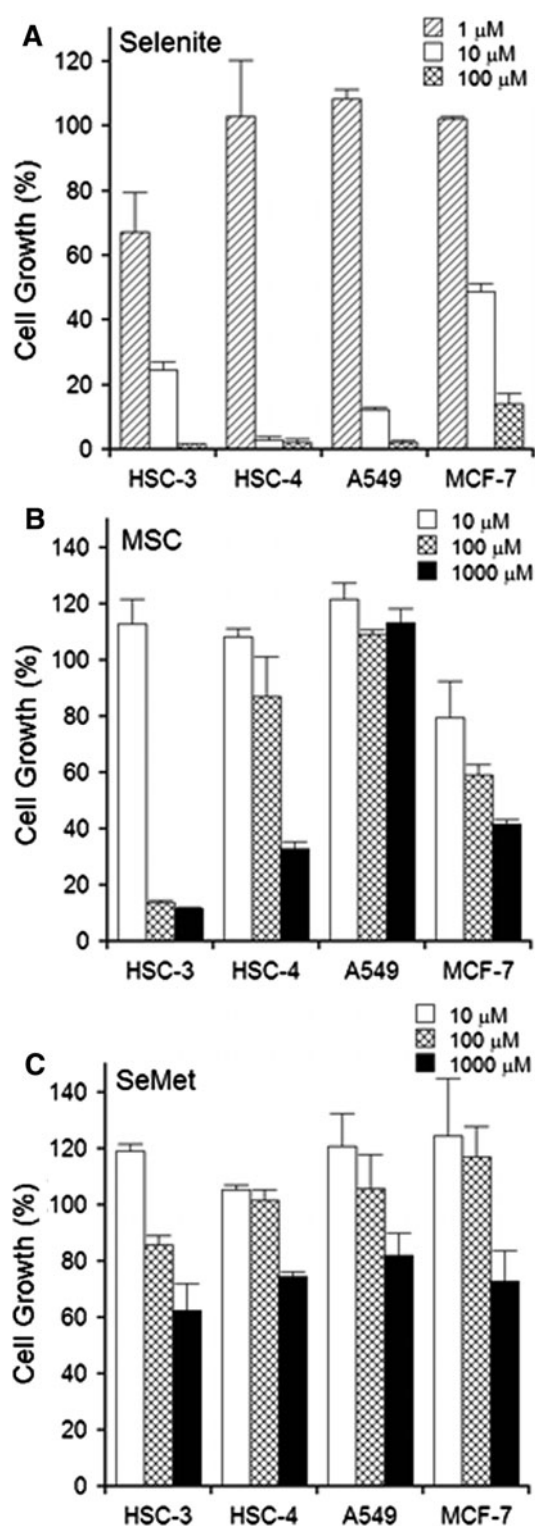 A
Selenite
1 µM
10 µM
100 µM
Cell Growth (%)
120
100
80
60
40
20
0
HSC-3 HSC-4 A549 MCF-7
B
MSC
10 µM
100 µM
1000 µM
Cell Growth (%)
140
120
100
80
60
40
20
0
HSC-3 HSC-4 A549 MCF-7
C
SeMet
10 µM
100 µM
1000 µM
Cell Growth (%)
140
120
100
80
60
40
20
0
HSC-3 HSC-4 A549 MCF-7